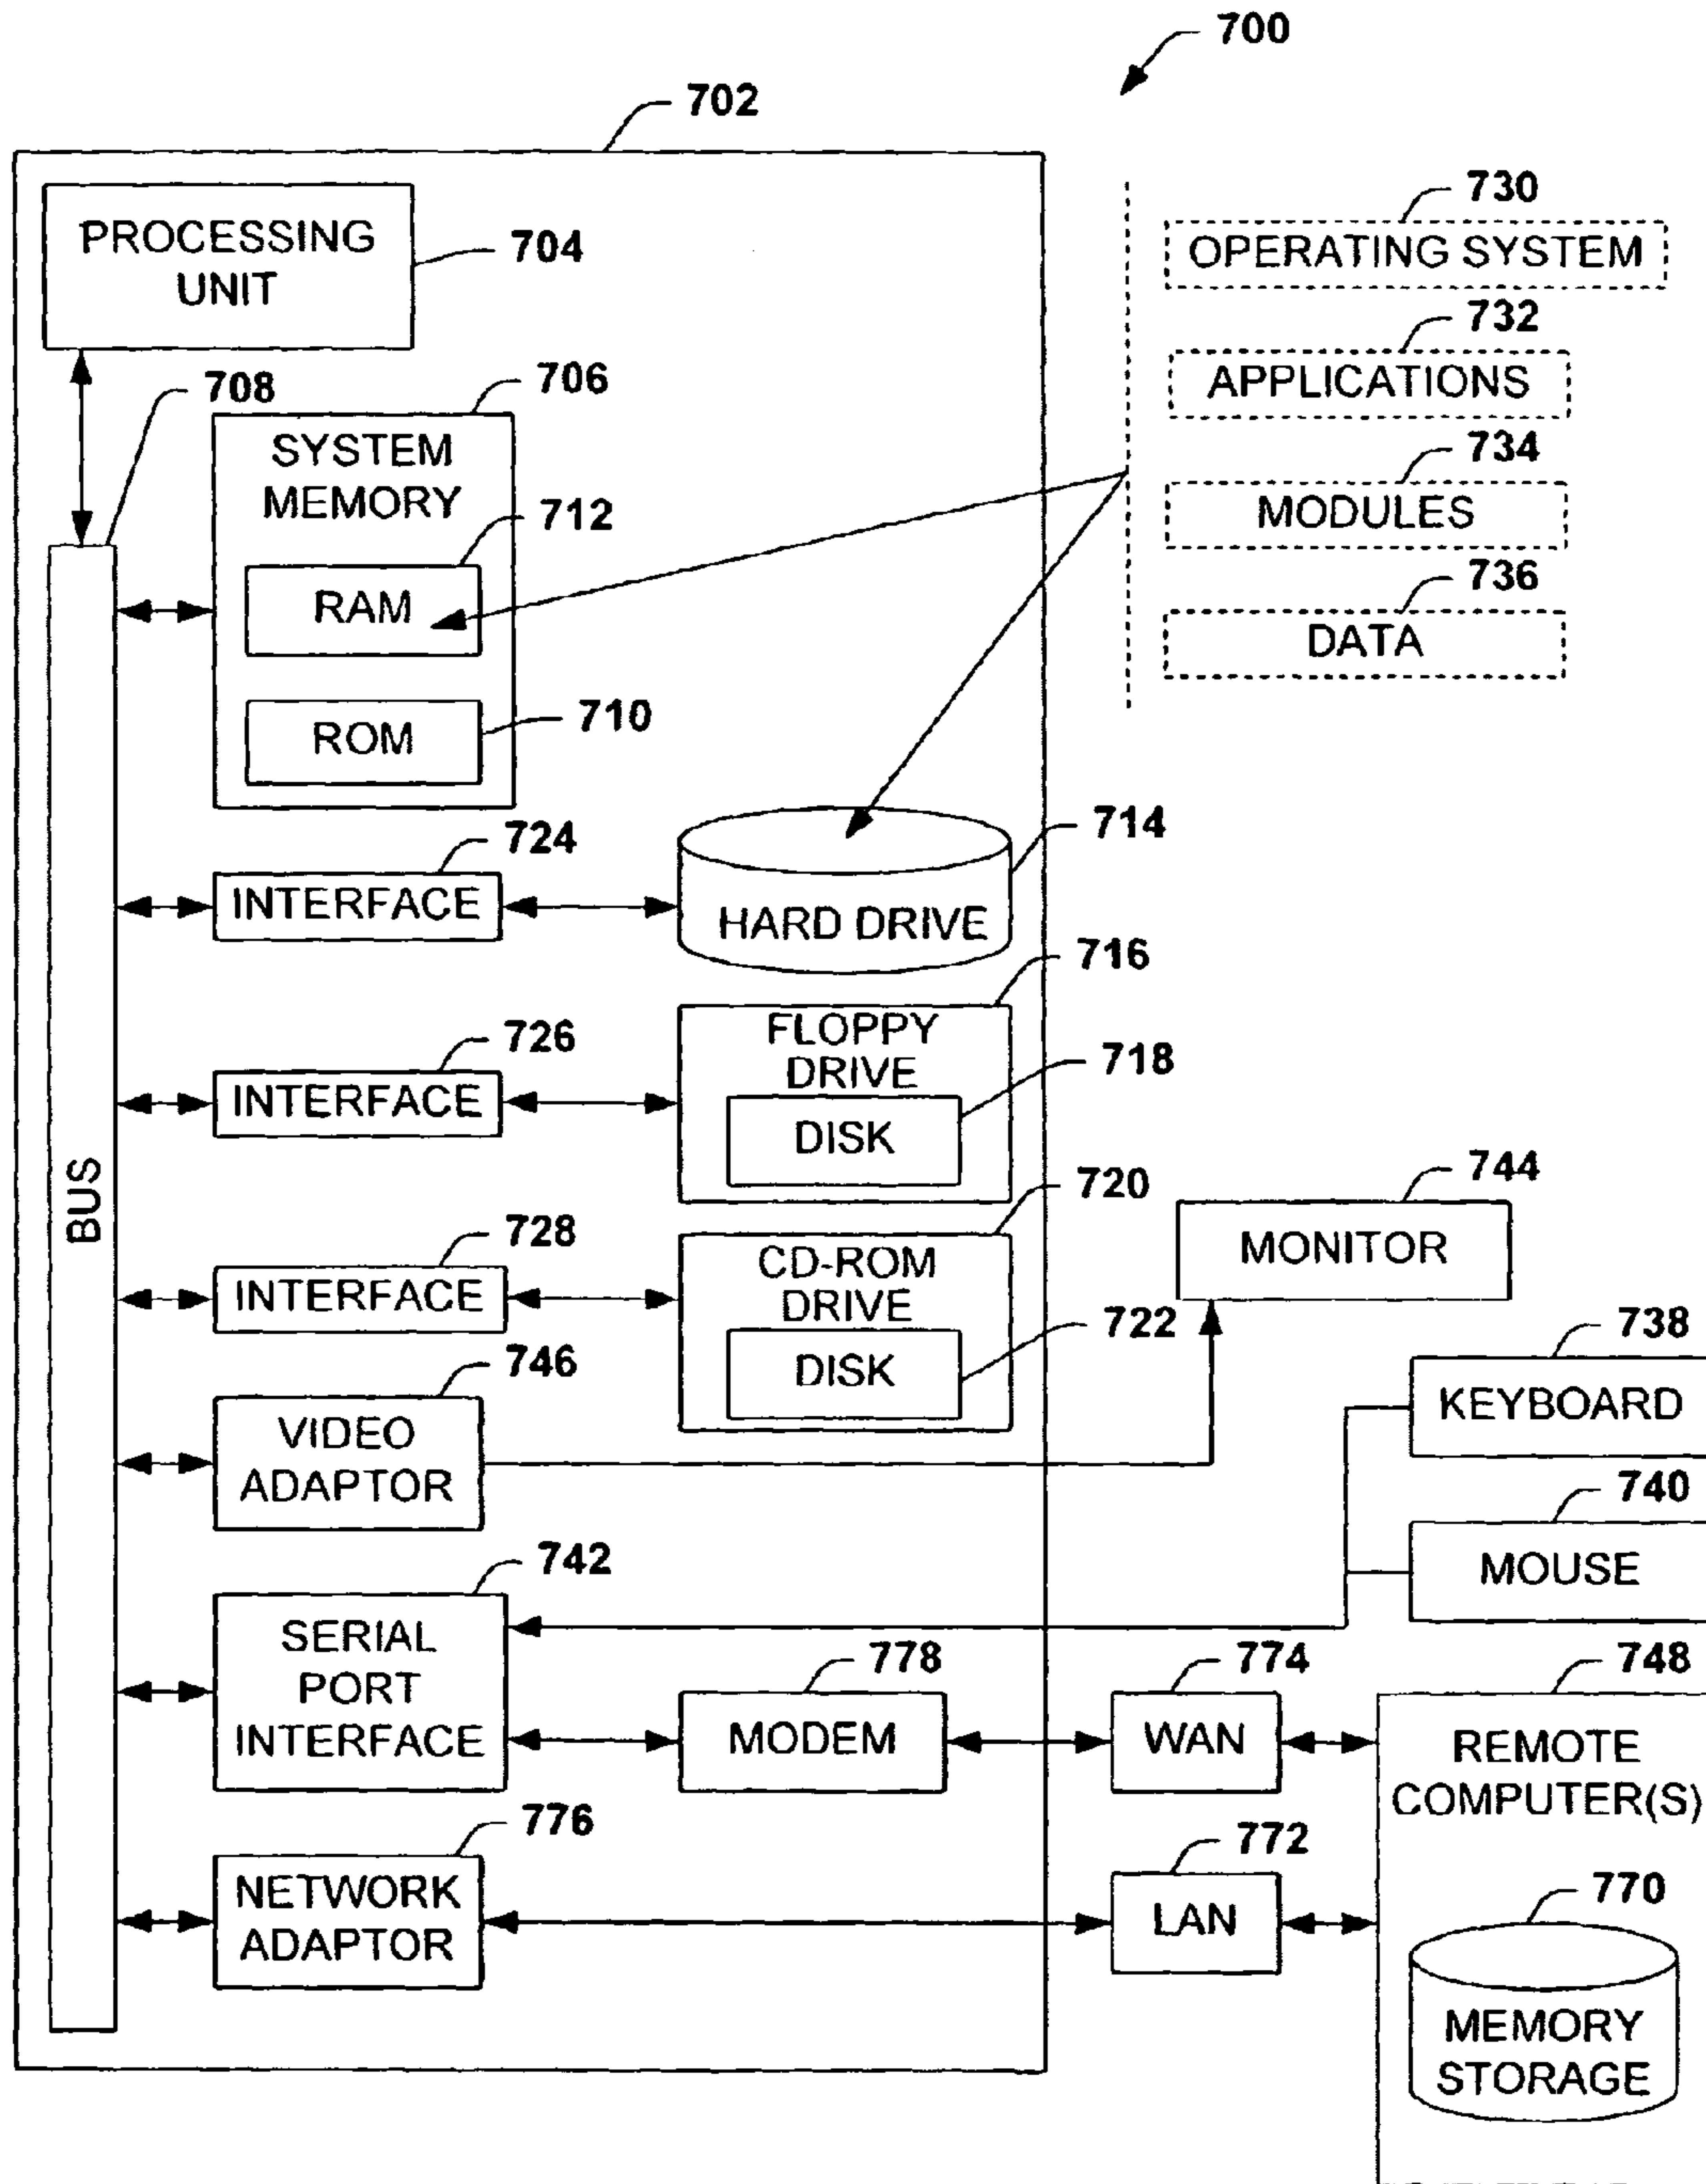 700
702
730
PROCESSING
UNIT
704
OPERATING SYSTEM
732
APPLICATIONS
708
706
SYSTEM
MEMORY
734
MODULES
712
RAM
736
DATA
710
ROM
724
INTERFACE
714
HARD DRIVE
716
FLOPPY
DRIVE
726
INTERFACE
718
DISK
BUS
720
744
MONITOR
728
INTERFACE
CD-ROM
DRIVE
722
DISK
738
KEYBOARD
746
VIDEO
ADAPTOR
740
MOUSE
742
SERIAL
PORT
INTERFACE
778
MODEM
774
WAN
748
REMOTE
COMPUTER(S)
776
NETWORK
ADAPTOR
772
LAN
770
MEMORY
STORAGE